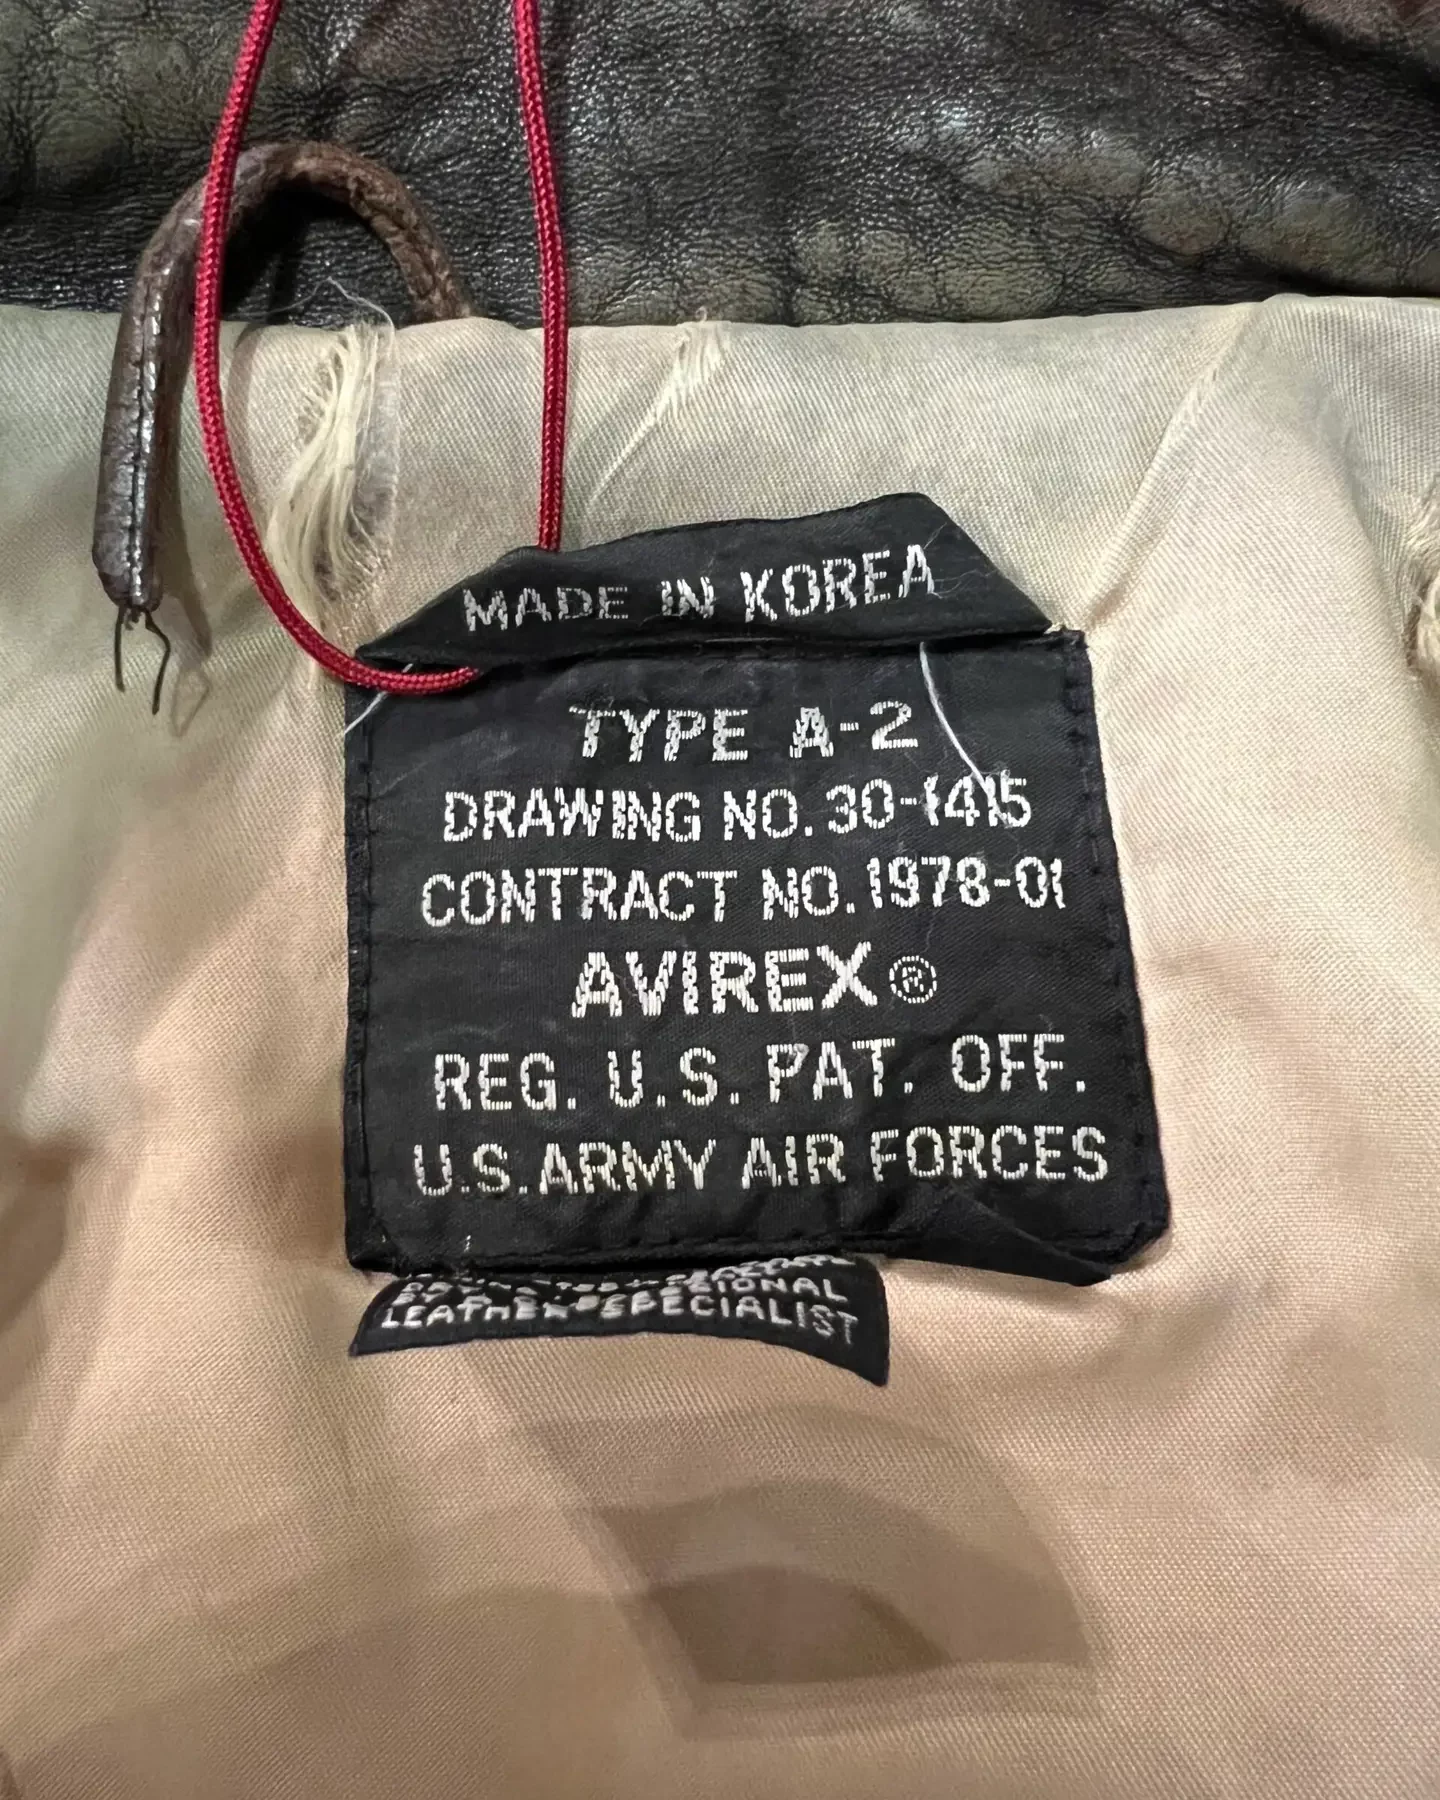 MADE IN KOREA
TYPE A-2
DRAWING NO. 30-1415
CONTRACT NO. 1978-01
AVIREX®
REG. U.S. PAT. OFF.
U.S. ARMY AIR FORCES
LEATHER SPECIALIST